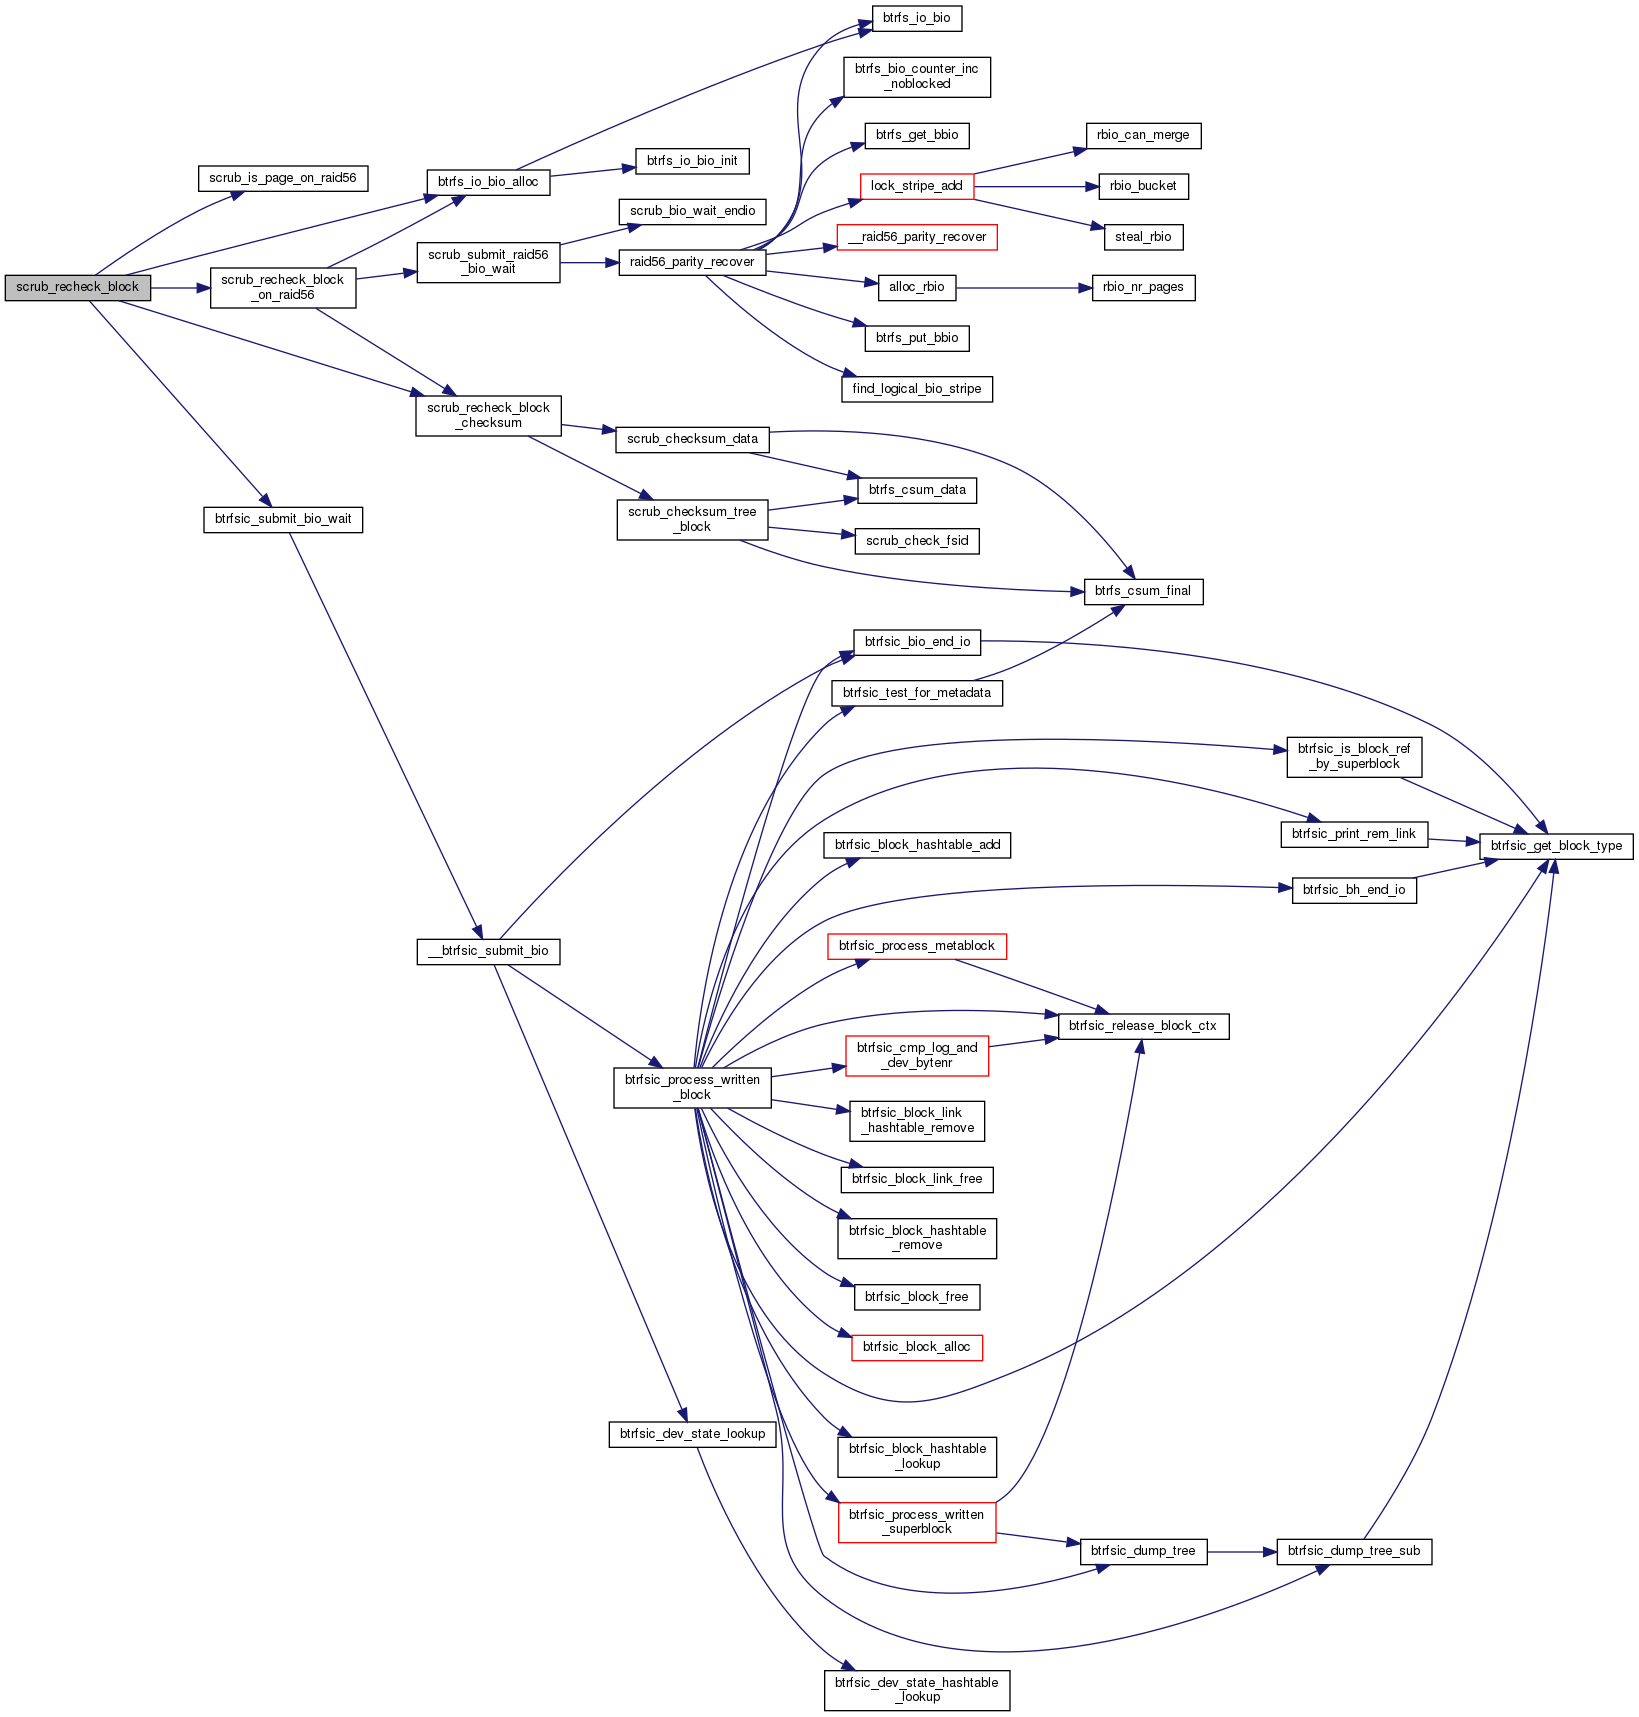 btrfs_io_bio
btrfs_bio_counter_inc
_noblocked
btrfs_get_bbio
rbio_can_merge
scrub_is_page_on_raid56
btrfs_io_bio_alloc
btrfs_io_bio_init
lock_stripe_add
rbio_bucket
scrub_bio_wait_endio
steal_rbio
__raid56_parity_recover
scrub_submit_raid56
_bio_wait
raid56_parity_recover
scrub_recheck_block
scrub_recheck_block
_on_raid56
alloc_rbio
rbio_nr_pages
btrfs_put_bbio
find_logical_bio_stripe
scrub_recheck_block
_checksum
scrub_checksum_data
btrfs_csum_data
btrfsic_submit_bio_wait
scrub_checksum_tree
_block
scrub_check_fsid
btrfs_csum_final
btrfsic_bio_end_io
btrfsic_test_for_metadata
btrfsic_is_block_ref
_by_superblock
btrfsic_print_rem_link
btrfsic_block_hashtable_add
btrfsic_get_block_type
btrfsic_bh_end_io
__btrfsic_submit_bio
btrfsic_process_metablock
btrfsic_release_block_ctx
btrfsic_cmp_log_and
_dev_bytenr
btrfsic_process_written
_block
btrfsic_block_link
_hashtable_remove
btrfsic_block_link_free
btrfsic_block_hashtable
_remove
btrfsic_block_free
btrfsic_block_alloc
btrfsic_dev_state_lookup
btrfsic_block_hashtable
_lookup
btrfsic_process_written
_superblock
btrfsic_dump_tree
btrfsic_dump_tree_sub
btrfsic_dev_state_hashtable
_lookup